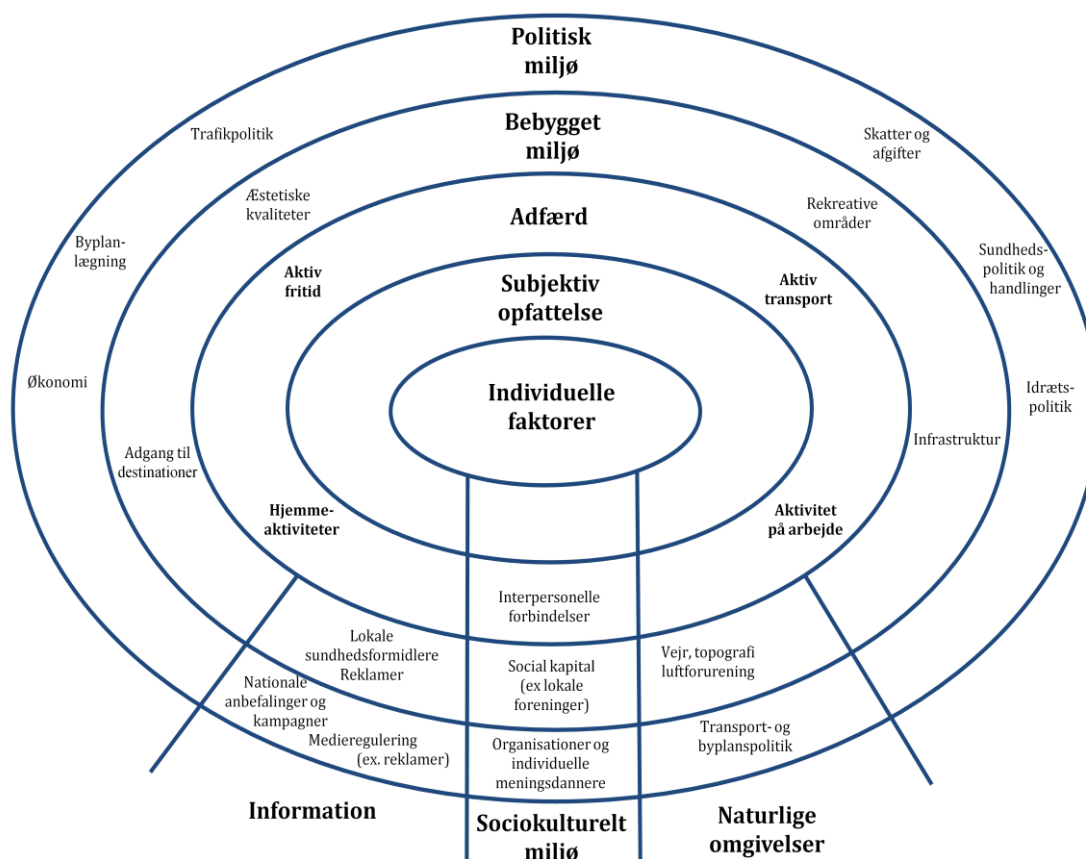 Politisk
miljø
Trafikpolitik
Skatter og
afgifter
Bebygget
miljø
Æstetiske
kvaliteter
Rekreative
områder
Byplan-
lægning
Adfærd
Sundheds-
politik og
handlinger
Aktiv
fritid
Aktiv
transport
Subjektiv
opfattelse
Økonomi
Individuelle
faktorer
Idræts-
politik
Adgang til
destinationer
Infrastruktur
Hjemme-
aktiviteter
Aktivitet
på arbejde
Interpersonelle
forbindelser
Lokale
sundhedsformidlere
Reklamer
Social kapital
(ex lokale
foreninger)
Vejr, topografi
luftforurening
Nationale
anbefalinger og
kampagner
Medieregulering
(ex. reklamer)
Organisationer og
individuelle
meningsdannere
Transport- og
byplanspolitik
Information
Sociokulturelt
miljø
Naturlige
omgivelser